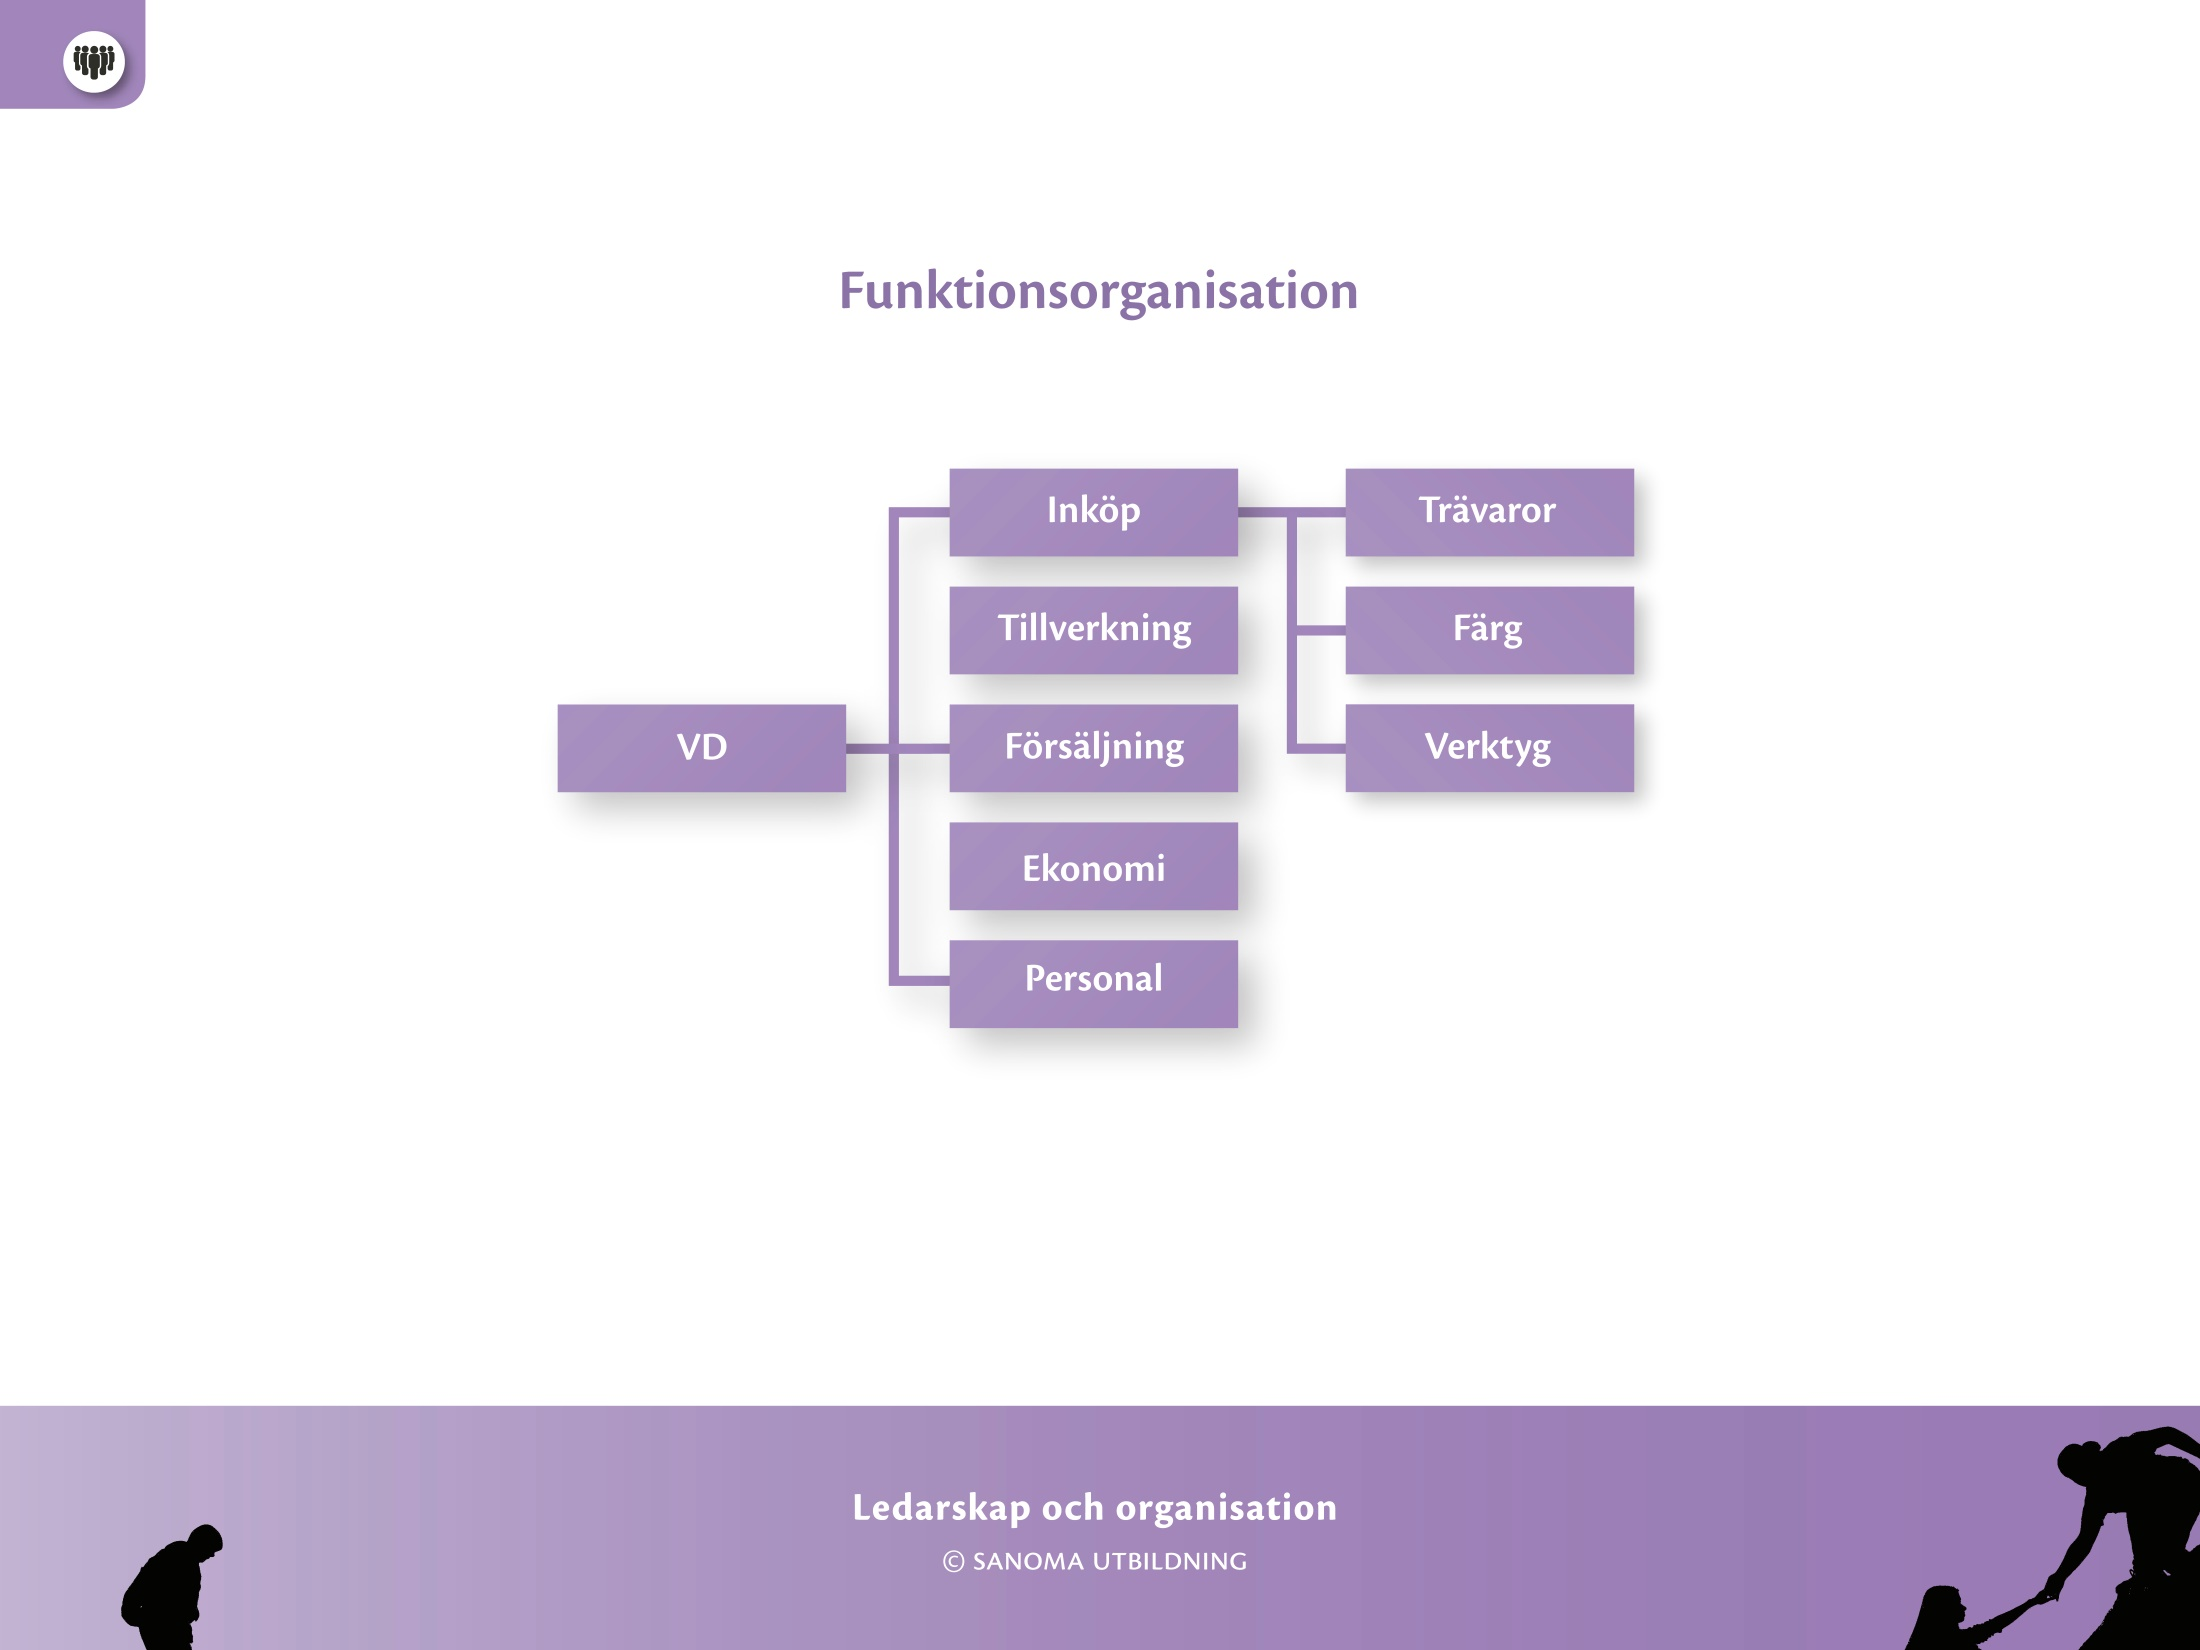 Funktionsorganisation
VD
Inköp
Tillverkning
Försäljning
Ekonomi
Personal
Trävaror
Färg
Verktyg
Ledarskap och organisation
© SANOMA UTBILDNING